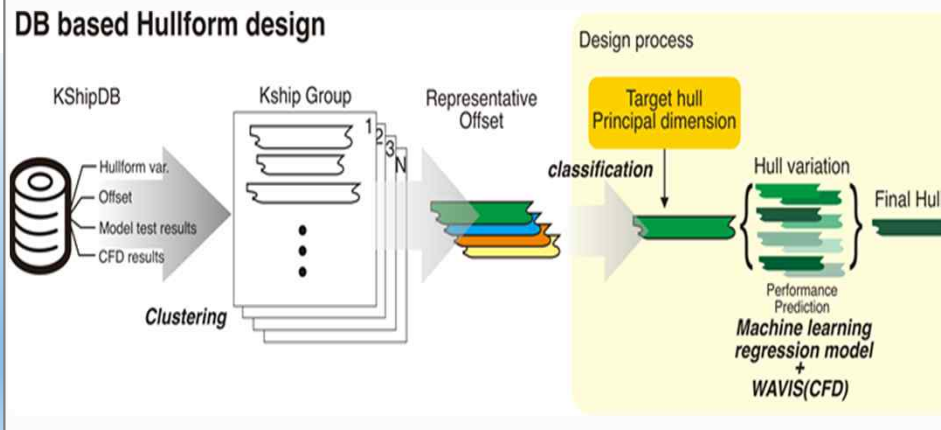 DB based Hullform design
Design process
KShipDB
Kship Group
Representative
Offset
Target hull
Principal dimension
1
2
3
N
Hullform var.
Offset
Model test results
CFD results
classification
Hull variation
Final Hul
Clustering
Performance
Prediction
Machine learning
regression model
+
WAVIS(CFD)